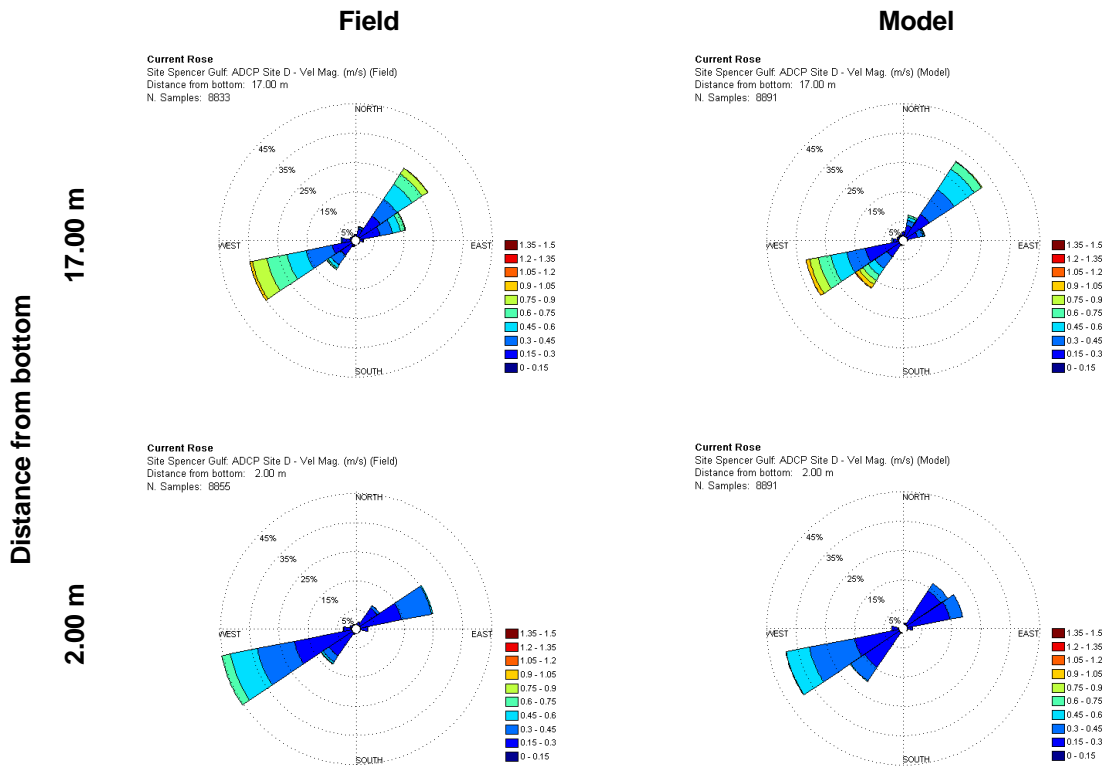 Field
Model
Distance from bottom
17.00 m
2.00 m
Current Rose
Site Spencer Gulf: ADCP Site D - Vel Mag. (m/s) (Field)
Distance from bottom: 17.00 m
N. Samples: 8833
NORTH
45%
35%
25%
15%
5%
WEST
EAST
SOUTH
1.35 - 1.5
1.2 - 1.35
1.05 - 1.2
0.9 - 1.05
0.75 - 0.9
0.6 - 0.75
0.45 - 0.6
0.3 - 0.45
0.15 - 0.3
0 - 0.15
Current Rose
Site Spencer Gulf: ADCP Site D - Vel Mag. (m/s) (Model)
Distance from bottom: 17.00 m
N. Samples: 8891
NORTH
45%
35%
25%
15%
5%
WEST
EAST
SOUTH
1.35 - 1.5
1.2 - 1.35
1.05 - 1.2
0.9 - 1.05
0.75 - 0.9
0.6 - 0.75
0.45 - 0.6
0.3 - 0.45
0.15 - 0.3
0 - 0.15
Current Rose
Site Spencer Gulf: ADCP Site D - Vel Mag. (m/s) (Field)
Distance from bottom: 2.00 m
N. Samples: 8855
NORTH
45%
35%
25%
15%
5%
WEST
EAST
SOUTH
1.35 - 1.5
1.2 - 1.35
1.05 - 1.2
0.9 - 1.05
0.75 - 0.9
0.6 - 0.75
0.45 - 0.6
0.3 - 0.45
0.15 - 0.3
0 - 0.15
Current Rose
Site Spencer Gulf: ADCP Site D - Vel Mag. (m/s) (Model)
Distance from bottom: 2.00 m
N. Samples: 8891
NORTH
45%
35%
25%
15%
5%
WEST
EAST
SOUTH
1.35 - 1.5
1.2 - 1.35
1.05 - 1.2
0.9 - 1.05
0.75 - 0.9
0.6 - 0.75
0.45 - 0.6
0.3 - 0.45
0.15 - 0.3
0 - 0.15